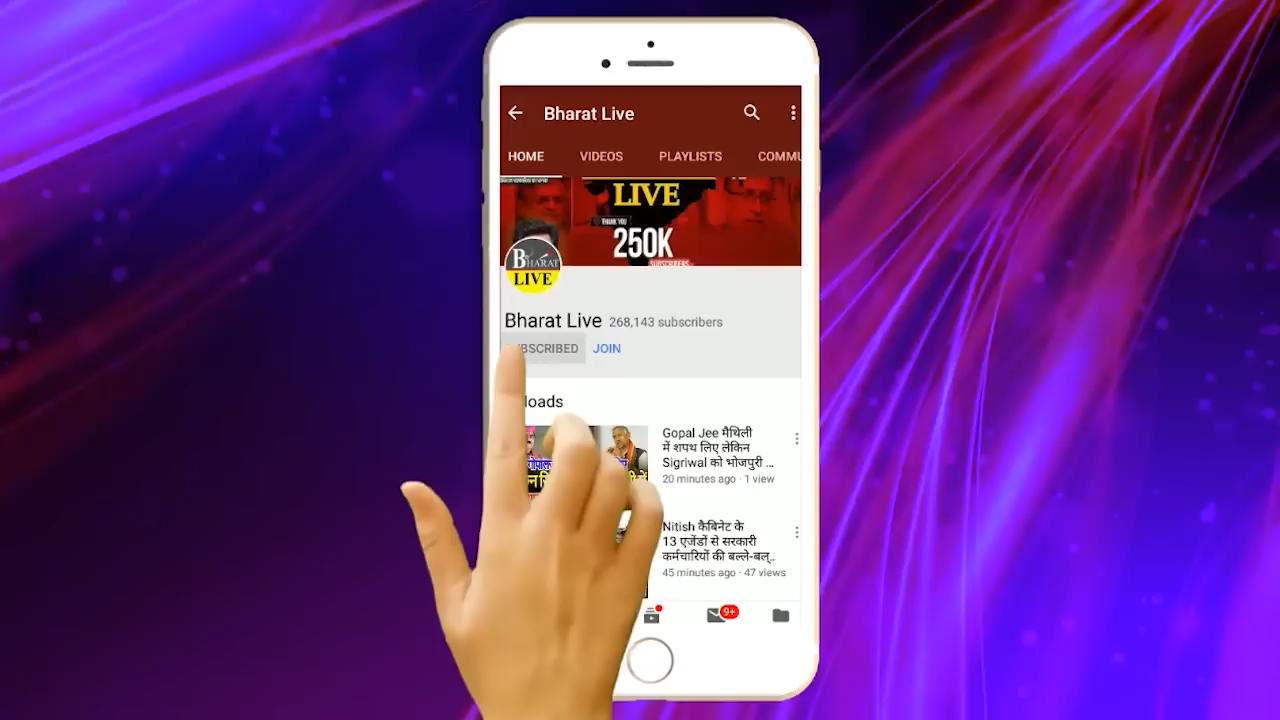 Bharat Live
HOME VIDEOS PLAYLISTS COMMU
LIVE
THANK YOU
250K
SUBSCRIBERS
BHARAT
LIVE
Bharat Live 268,143 subscribers
UBSCRIBED JOIN
loads
Gopal Jee मैथिली
में शपथ लिए लेकिन
Sigriwal को भोजपुरी ...
20 minutes ago · 1 view
Nitish कैबिनेट के
13 एजेंडों से सरकारी
कर्मचारियों की बल्ले-बल्..
45 minutes ago · 47 views
9+